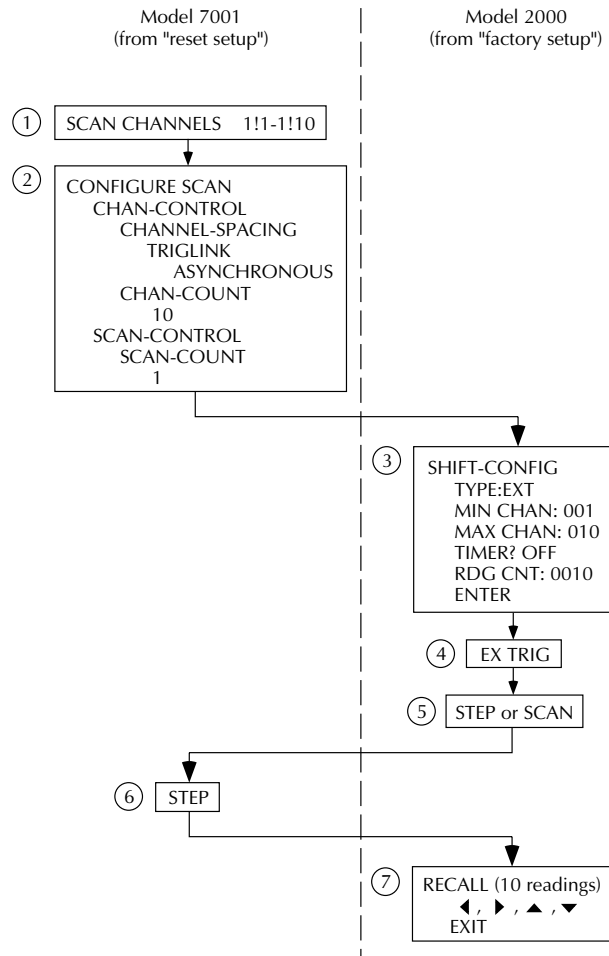 Model 7001
(from "reset setup")
Model 2000
(from "factory setup")
1
SCAN CHANNELS 1!1-1!10
2
CONFIGURE SCAN
CHAN-CONTROL
CHANNEL-SPACING
TRIGLINK
ASYNCHRONOUS
CHAN-COUNT
10
SCAN-CONTROL
SCAN-COUNT
1
3
SHIFT-CONFIG
TYPE:EXT
MIN CHAN: 001
MAX CHAN: 010
TIMER? OFF
RDG CNT: 0010
ENTER
4
EX TRIG
5
STEP or SCAN
6
STEP
7
RECALL (10 readings)
◀ , ▶ , ▲ , ▼
EXIT